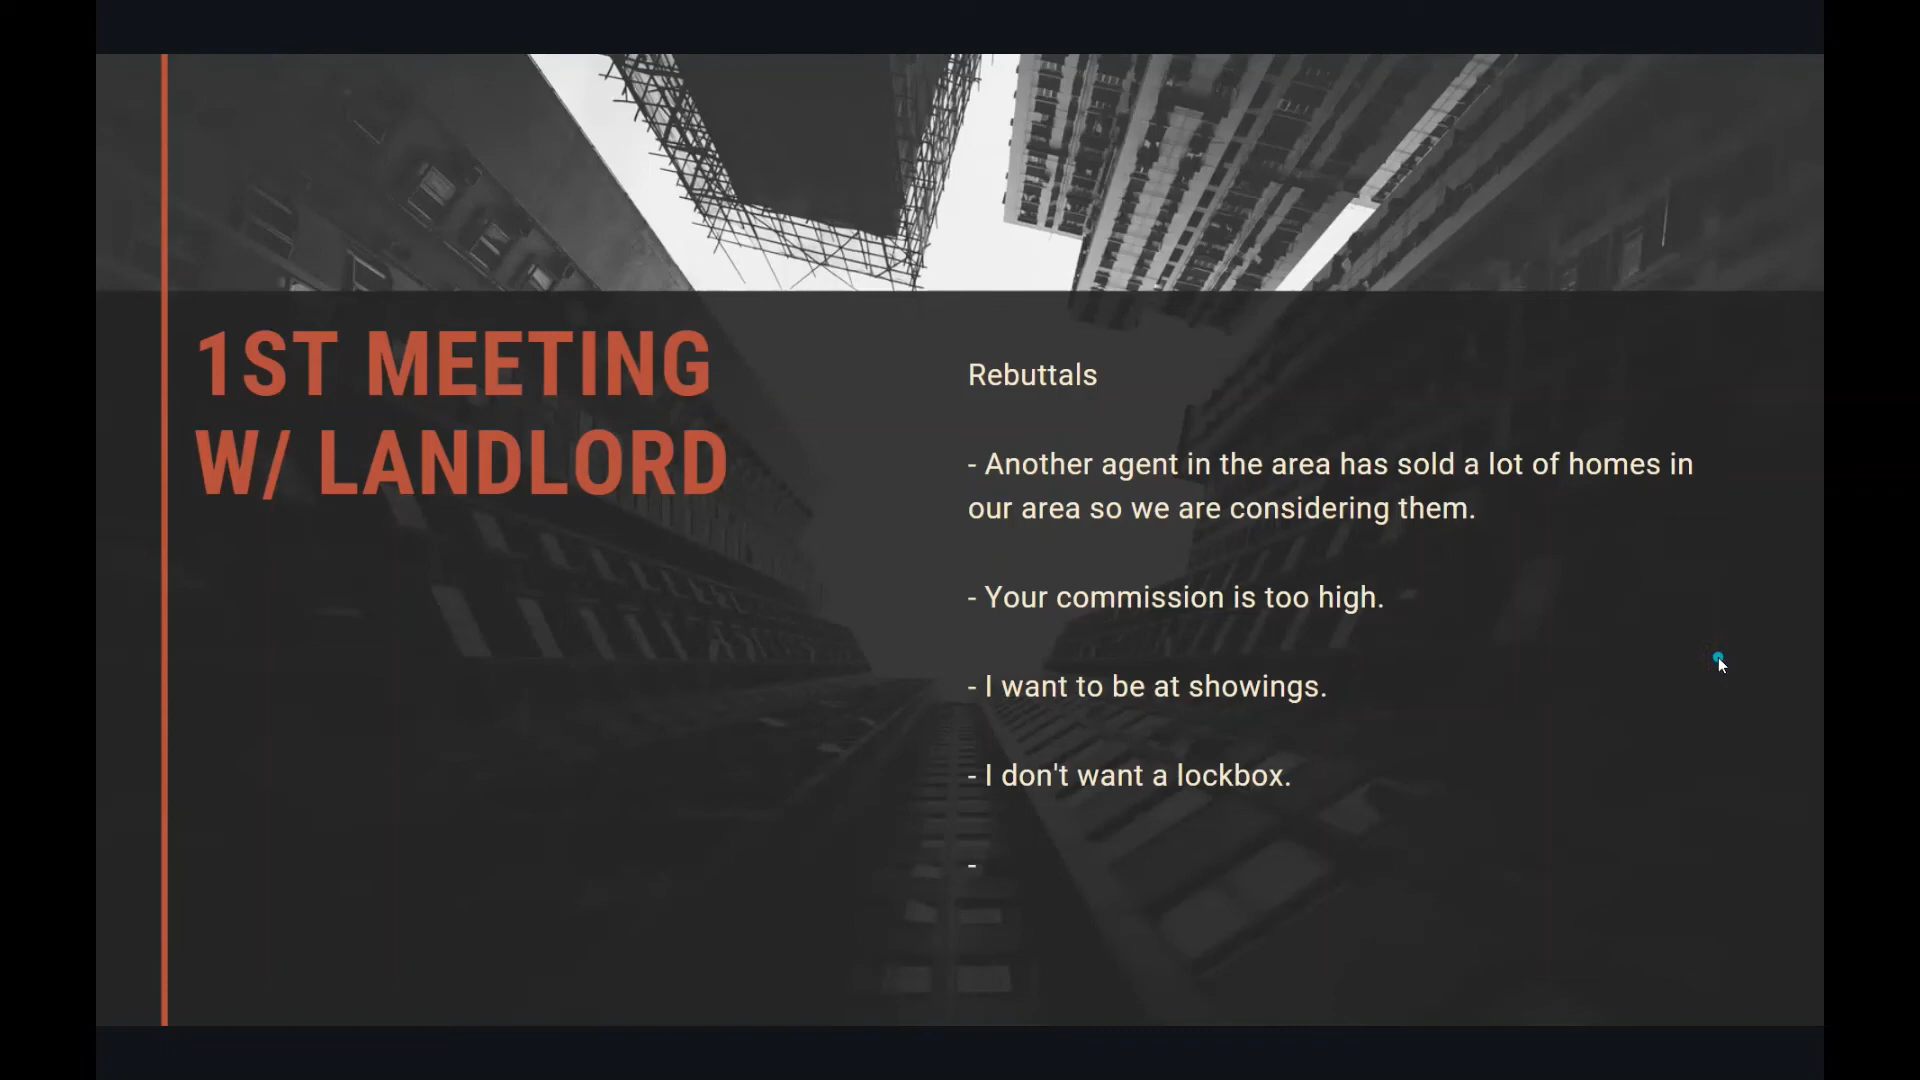 1ST MEETING
W/ LANDLORD
Rebuttals
- Another agent in the area has sold a lot of homes in
our area so we are considering them.
- Your commission is too high.
- I want to be at showings.
- I don't want a lockbox.
-